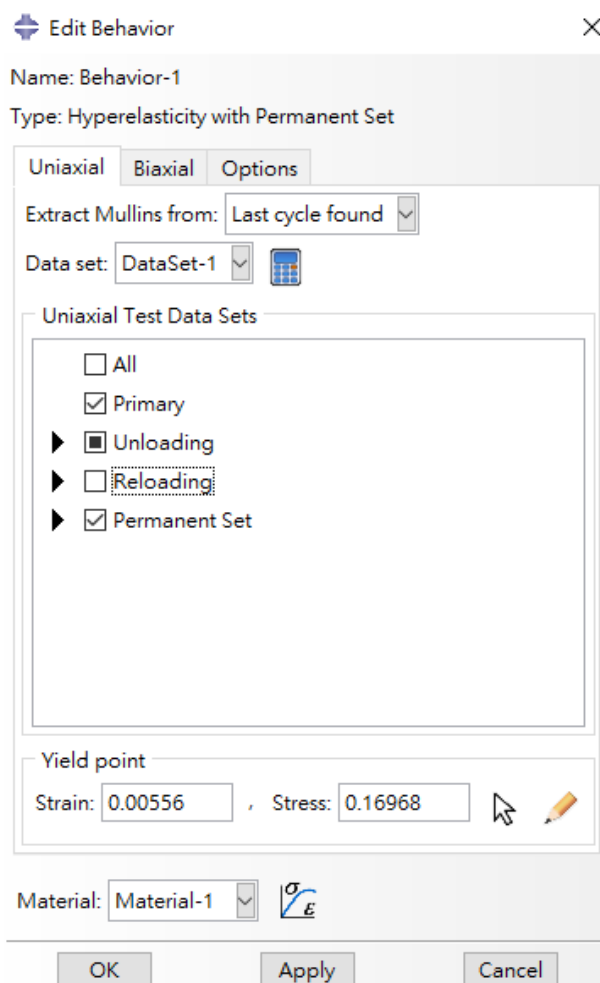 Edit Behavior
Name: Behavior-1
Type: Hyperelasticity with Permanent Set
Uniaxial Biaxial Options
Extract Mullins from: Last cycle found
Data set: DataSet-1
Uniaxial Test Data Sets
All
Primary
Unloading
Reloading
Permanent Set
Yield point
Strain: 0.00556 , Stress: 0.16968
Material: Material-1 σ ε
OK Apply Cancel